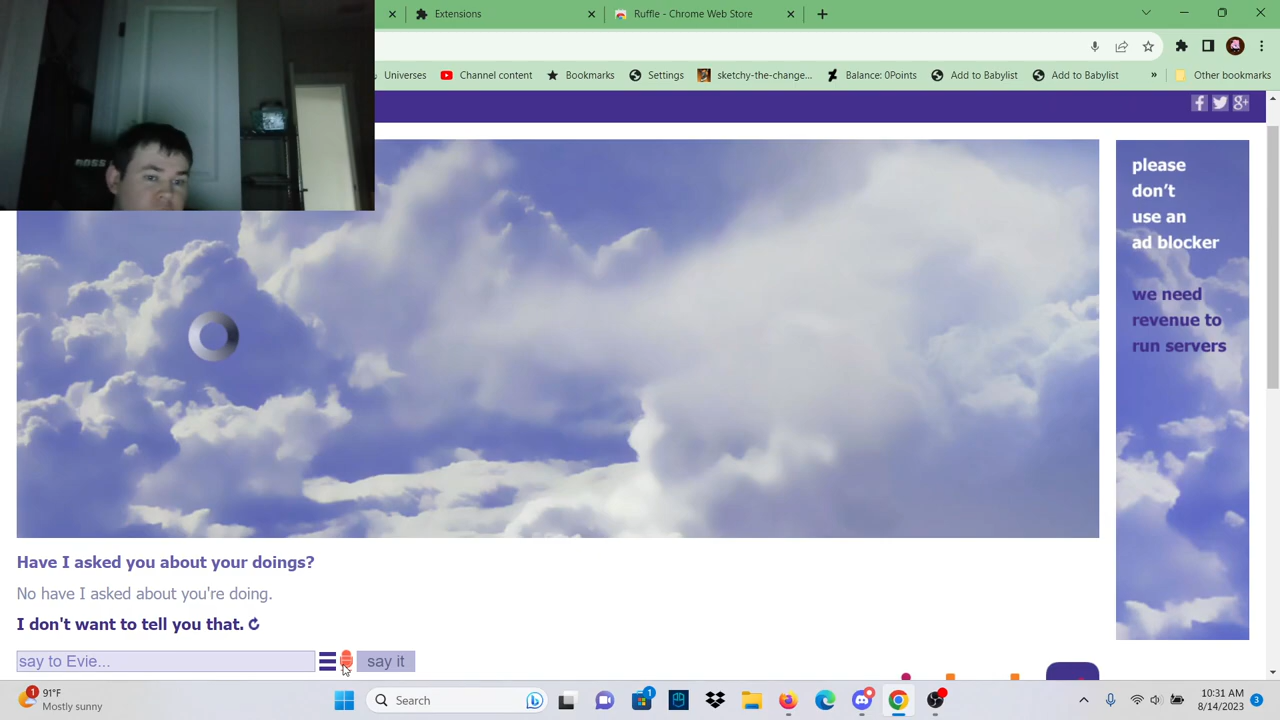 Extensions
Ruffle - Chrome Web Store
Universes
Channel content
Bookmarks
Settings
sketchy-the-change...
Balance: 0Points
Add to Babylist
Add to Babylist
»
Other bookmarks
please
don't
use an
ad blocker
we need
revenue to
run servers
Have I asked you about your doings?
No have I asked about you're doing.
I don't want to tell you that.
say to Evie...
say it
1
91°F
Mostly sunny
Search
1
10:31 AM
8/14/2023
3